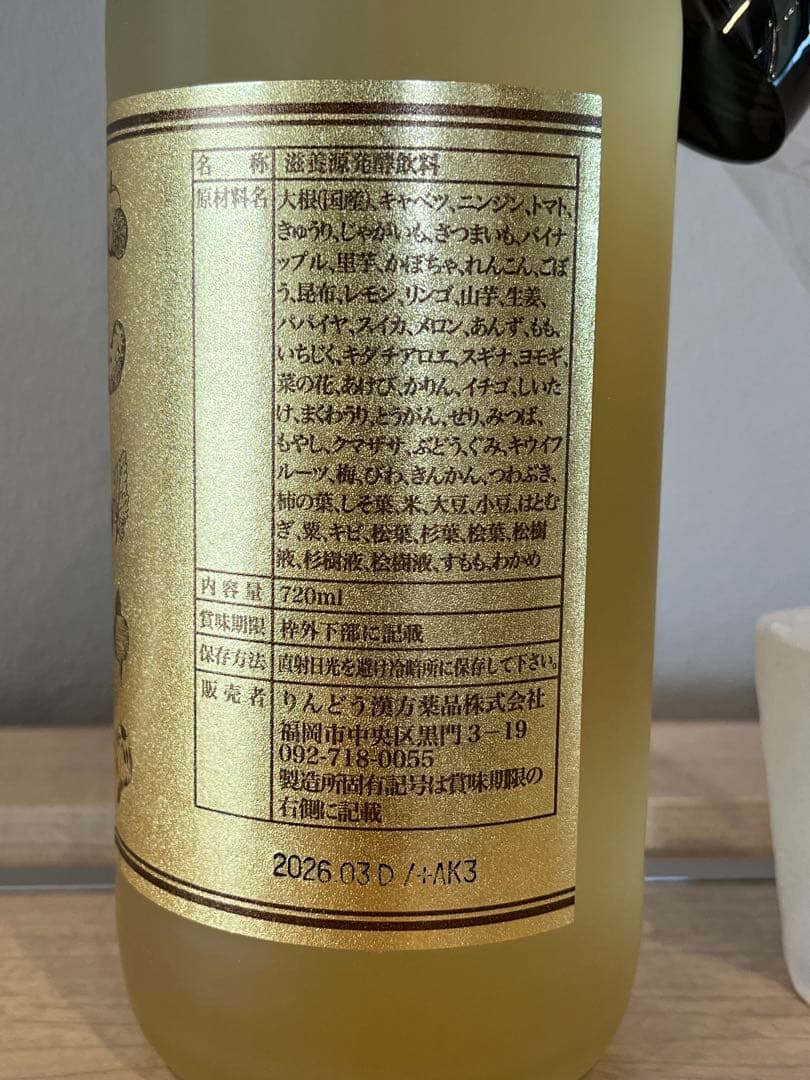 名称 滋養源発酵飲料
原材料名 大根(国産)、キャベツ、ニンジン、トマト、
きゅうり、じゃがいも、さつまいも、パイナ
ップル、里芋、かぼちゃ、れんこん、ごぼ
う、昆布、レモン、リンゴ、山芋、生姜、
パパイヤ、スイカ、メロン、あんず、もも、
いちじく、キダチアロエ、スギナ、ヨモギ、
菜の花、あけび、かりん、イチゴ、しいた
け、まくわうり、とうがん、せり、みつば、
もやし、クマザサ、ぶどう、ぐみ、キウイフ
ルーツ、梅、びわ、きんかん、つわぶき、
柿の葉、しそ葉、米、大豆、小豆、はとむ
ぎ、粟、キビ、松葉、杉葉、桧葉、松樹
液、杉樹液、桧樹液、すもも、わかめ
内容量 720ml
賞味期限 枠外下部に記載
保存方法 直射日光を避け冷暗所に保存して下さい。
販売者 りんどう漢方薬品株式会社
福岡市中央区黒門3-19
092-718-0055
製造所固有記号は賞味期限の
右側に記載
2026.03 D /+AK3